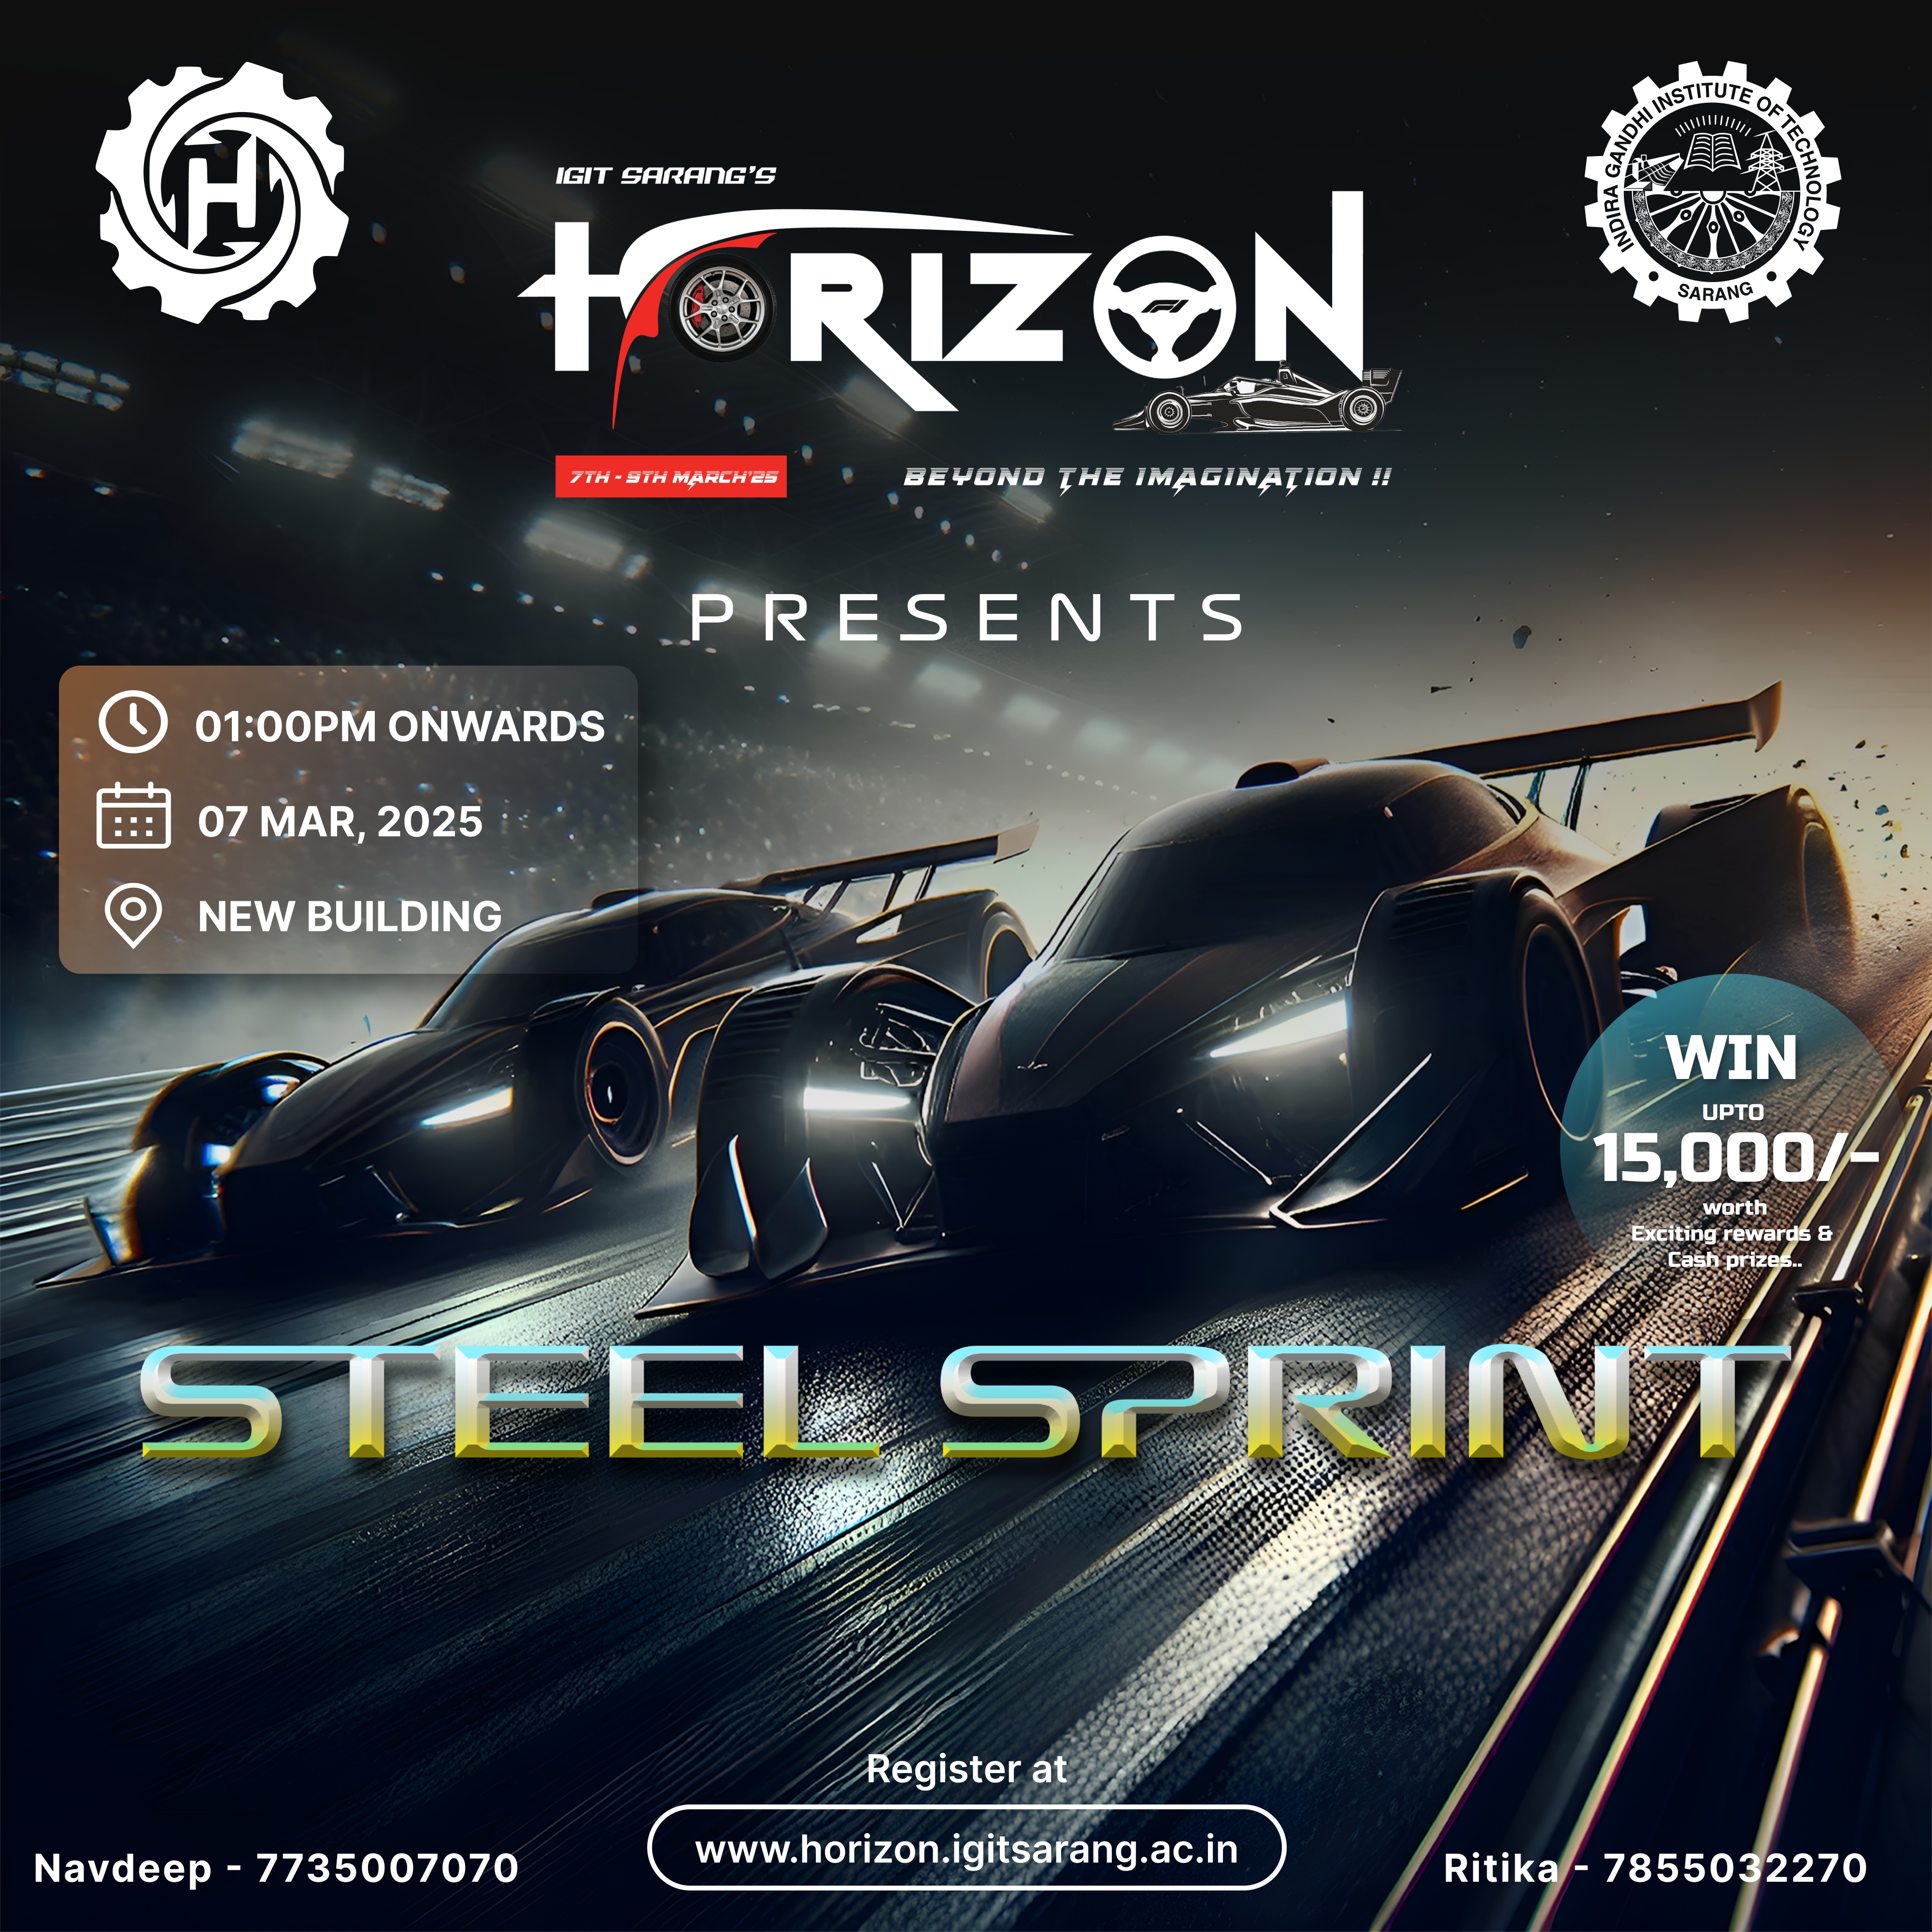 H
INDIRA GANDHI INSTITUTE OF TECHNOLOGY
SARANG
IGIT SARANG'S
HORIZON
7TH - 9TH MARCH'25
BEYOND THE IMAGINATION !!
PRESENTS
01:00PM ONWARDS
07 MAR, 2025
NEW BUILDING
WIN
UPTO
15,000/-
worth
Exciting rewards &
Cash prizes..
STEEL SPRINT
Register at
www.horizon.igitsarang.ac.in
Navdeep - 7735007070
Ritika - 7855032270